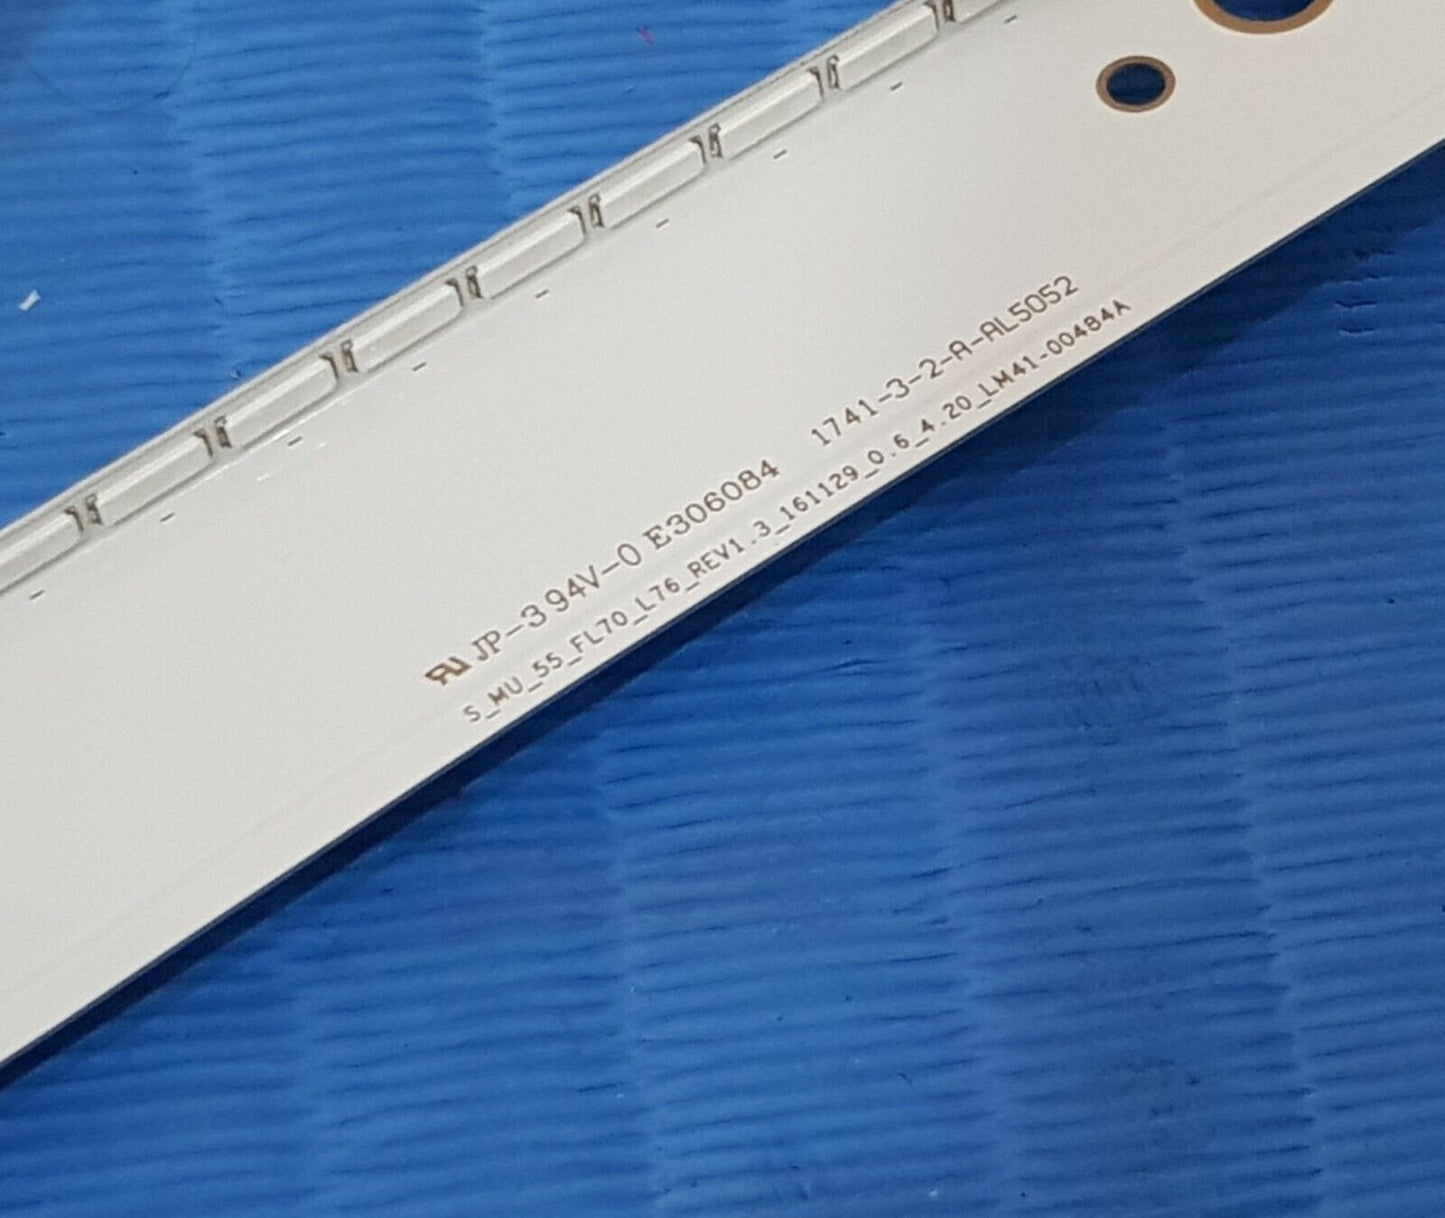 JP-3 94V-0 E306084 1741-3-2-A-AL5052
S_MU_55_FL70_L76_REV1.3_161129_0.6_4.20_LM41-00484A